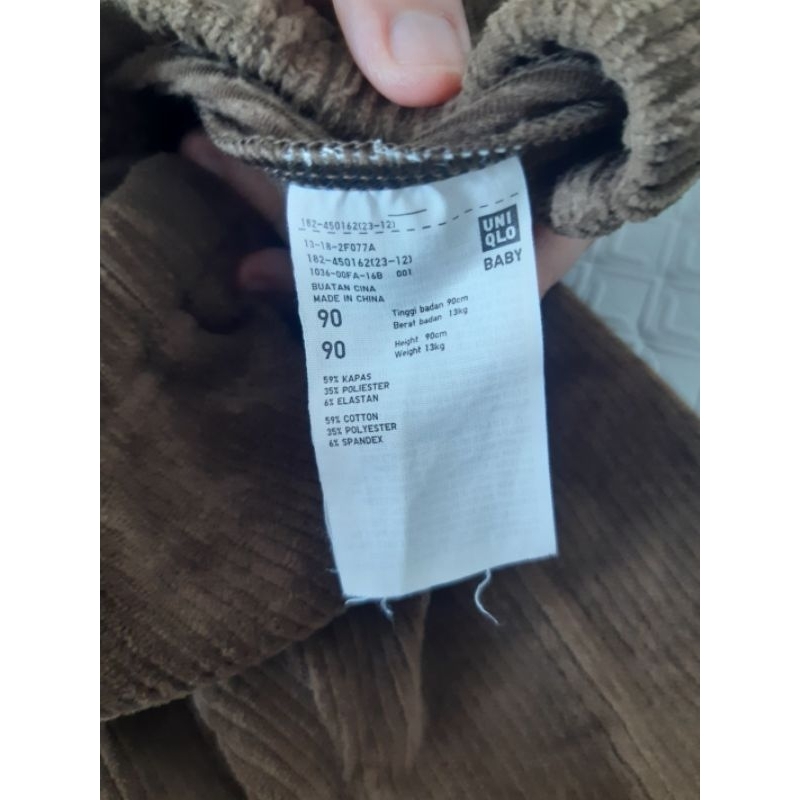 182-450162(23-12)
UNI
QLO
BABY
13-18-2F077A
182-450162(23-12)
1036-00FA-16B 001
BUATAN CINA
MADE IN CHINA
90 Tinggi badan 90cm
Berat badan 13kg
90 Height 90cm
Weight 13kg
59% KAPAS
35% POLIESTER
6% ELASTAN
59% COTTON
35% POLYESTER
6% SPANDEX